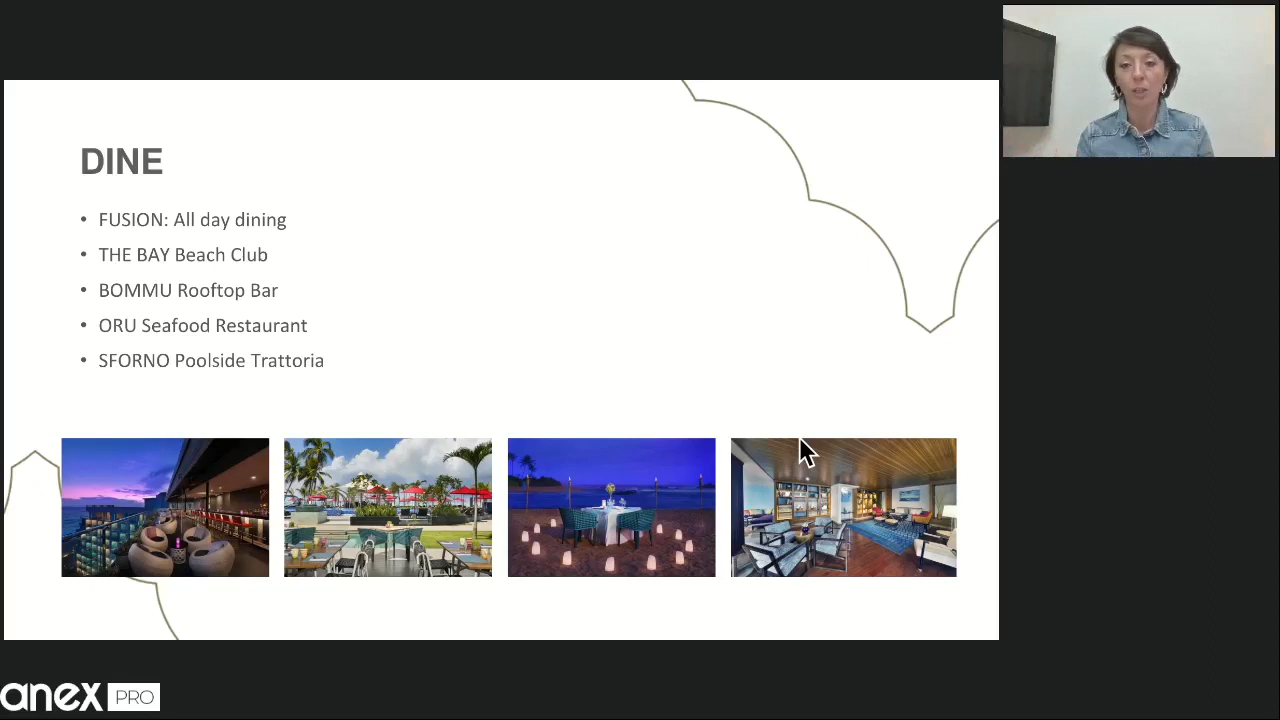 DINE
• FUSION: All day dining
• THE BAY Beach Club
• BOMMU Rooftop Bar
• ORU Seafood Restaurant
• SFORNO Poolside Trattoria
anex PRO